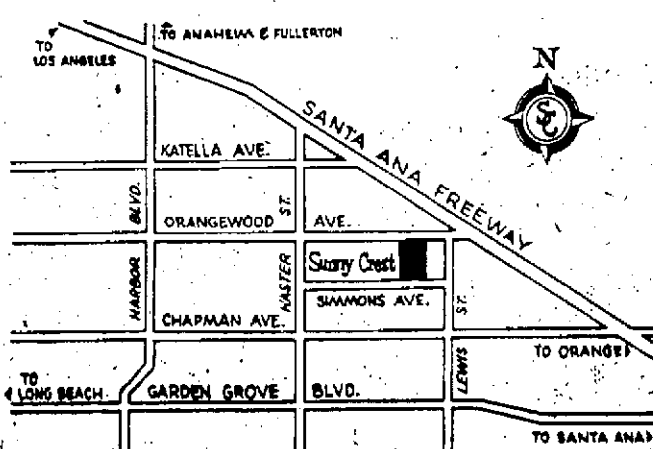 TO ANAHEIM & FULLERTON
TO
LOS ANGELES
N
SC
SANTA ANA FREEWAY
KATELLA AVE.
HARBOR BLVD.
ORANGEWOOD AVE.
HASTER ST.
Sunny Crest
SIMMONS AVE.
CHAPMAN AVE.
LEWIS ST.
TO ORANGE
TO
LONG BEACH
GARDEN GROVE BLVD.
TO SANTA ANA